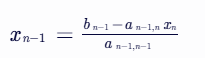 x_{n-1} = \frac{b_{n-1} - a_{n-1,n} x_n}{a_{n-1,n-1}}